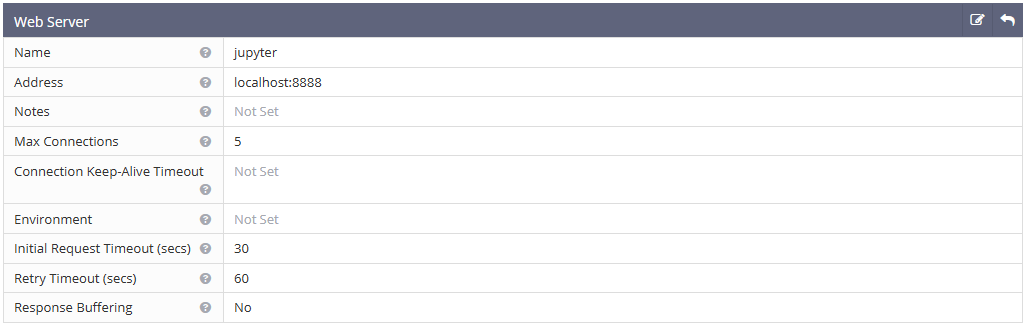 Web Server
Name jupyter
Address localhost:8888
Notes Not Set
Max Connections 5
Connection Keep-Alive Timeout Not Set
Environment Not Set
Initial Request Timeout (secs) 30
Retry Timeout (secs) 60
Response Buffering No